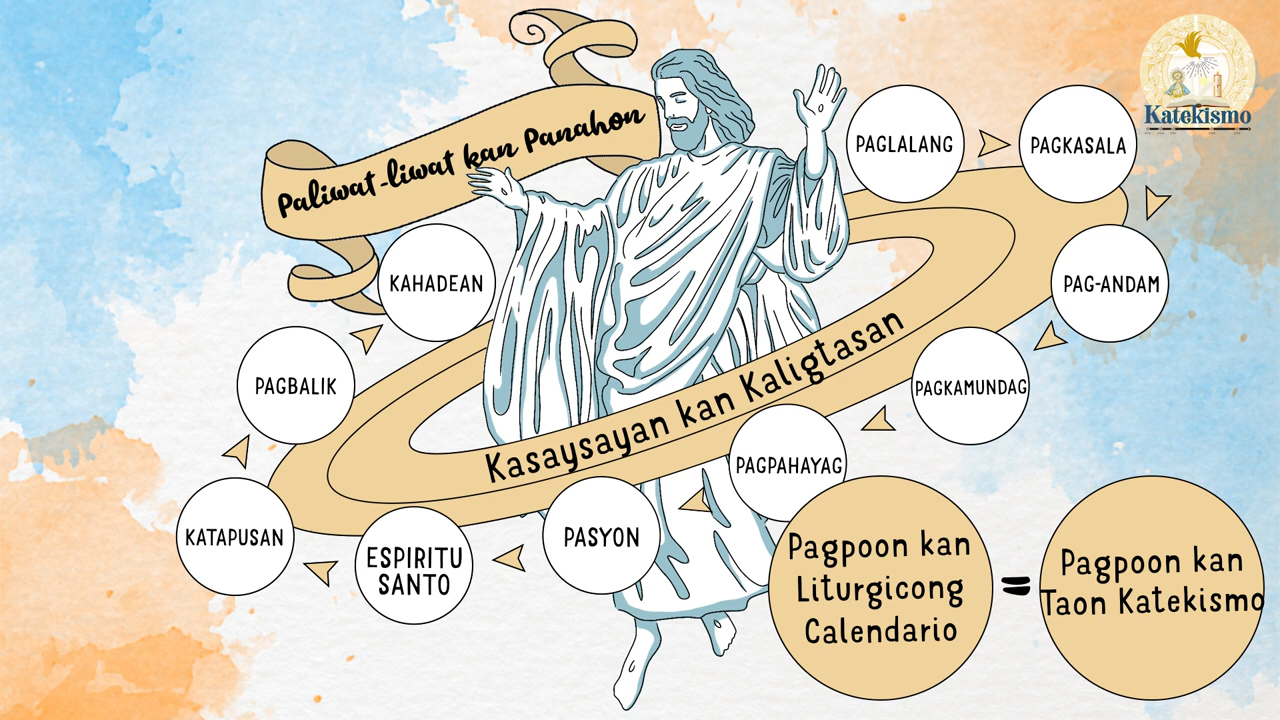 Paliwat-liwat kan Panahon
Katekismo
PAGLALANG
PAGKASALA
PAG-ANDAM
PAGKAMUNDAG
PAGPAHAYAG
PASYON
ESPIRITU
SANTO
KATAPUSAN
PAGBALIK
KAHADEAN
Kasaysayan kan Kaligtasan
Pagpoon kan
Liturgicong
Calendario
=
Pagpoon kan
Taon Katekismo